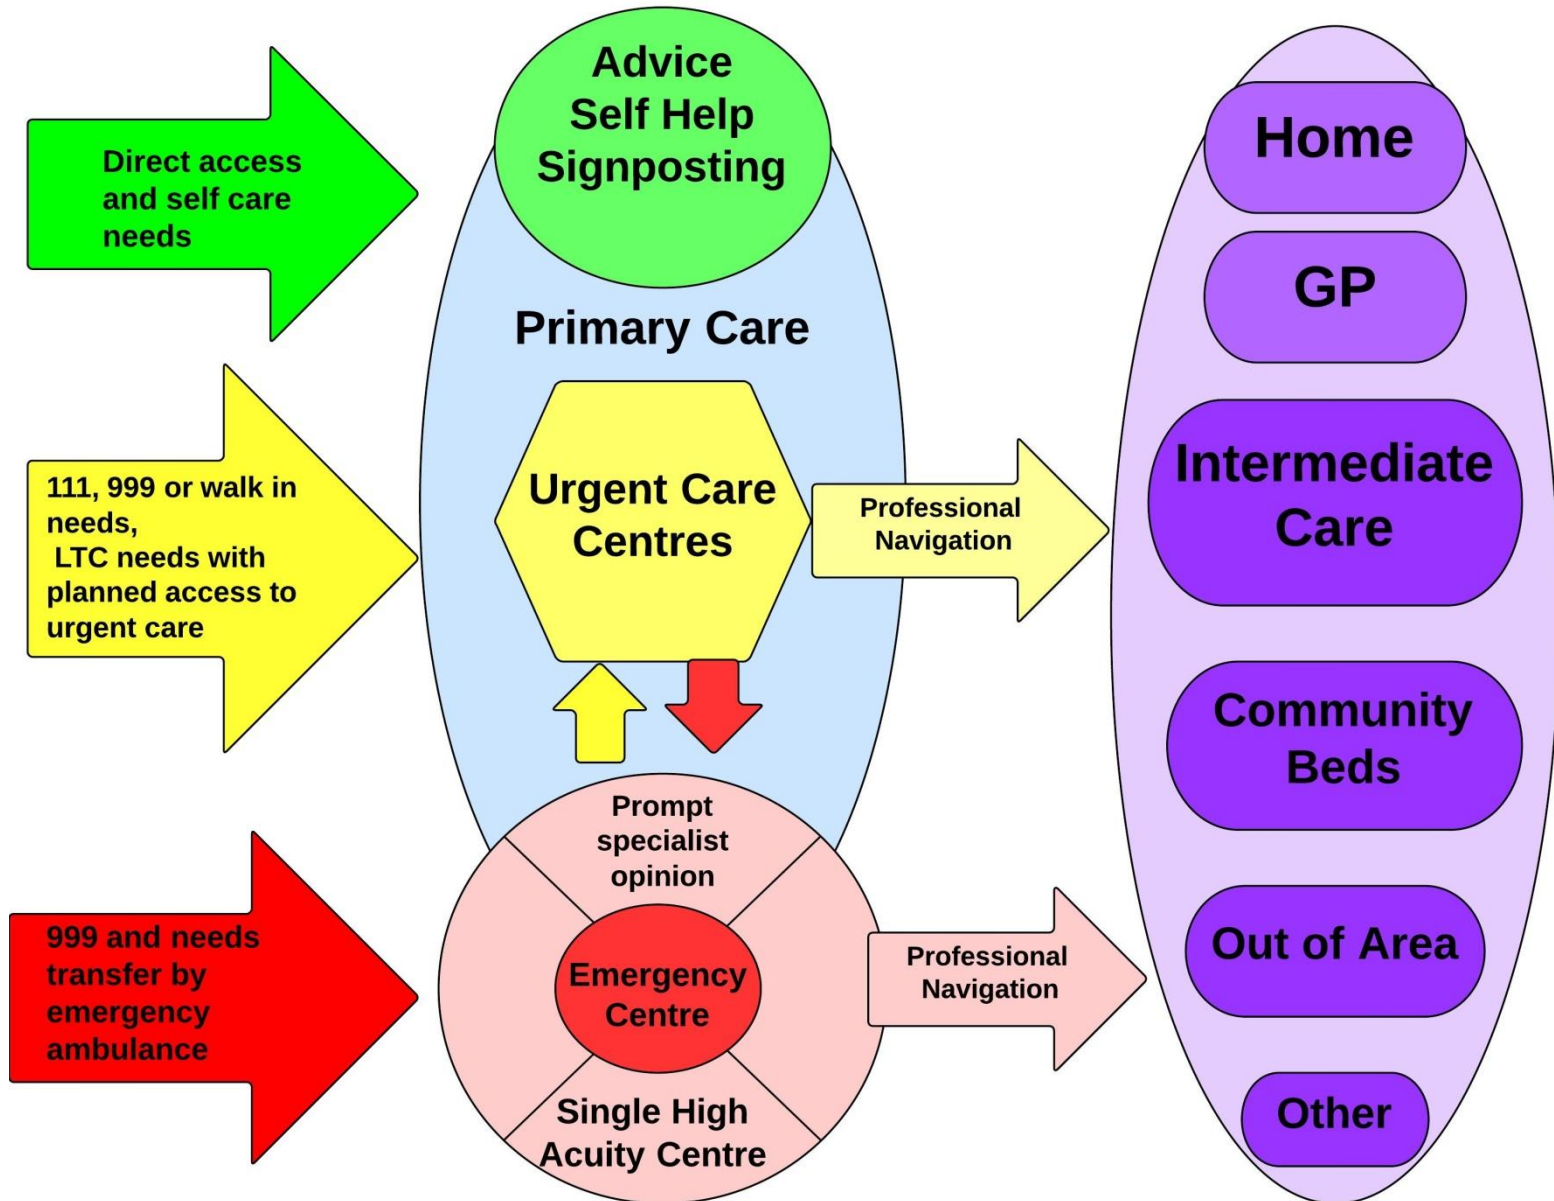 Direct access
and self care
needs
111, 999 or walk in
needs,
LTC needs with
planned access to
urgent care
999 and needs
transfer by
emergency
ambulance
Advice
Self Help
Signposting
Primary Care
Urgent Care
Centres
Prompt
specialist
opinion
Emergency
Centre
Single High
Acuity Centre
Professional
Navigation
Professional
Navigation
Home
GP
Intermediate
Care
Community
Beds
Out of Area
Other